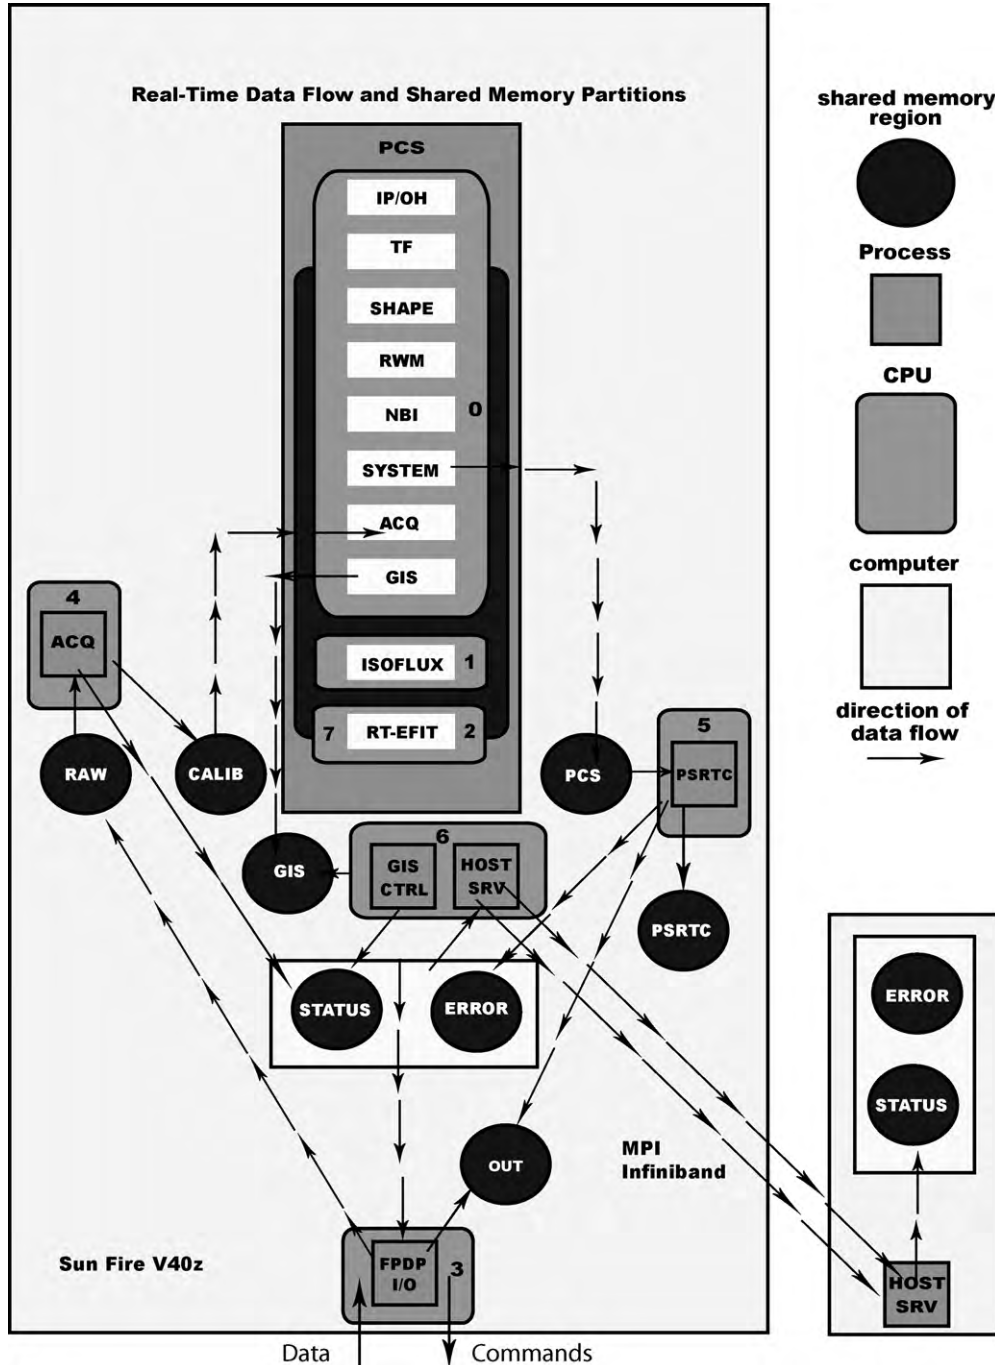 Real-Time Data Flow and Shared Memory Partitions
PCS
IP/OH
TF
SHAPE
RWM
NBI
0
SYSTEM
ACQ
GIS
ISOFLUX
1
7
RT-EFIT
2
4
ACQ
RAW
CALIB
PCS
5
PSRTC
PSRTC
GIS
6
GIS
CTRL
HOST
SRV
STATUS
ERROR
OUT
MPI
Infiniband
Sun Fire V40z
FPDP
I/O
3
Data
Commands
shared memory
region
Process
CPU
computer
direction of
data flow
ERROR
STATUS
HOST
SRV